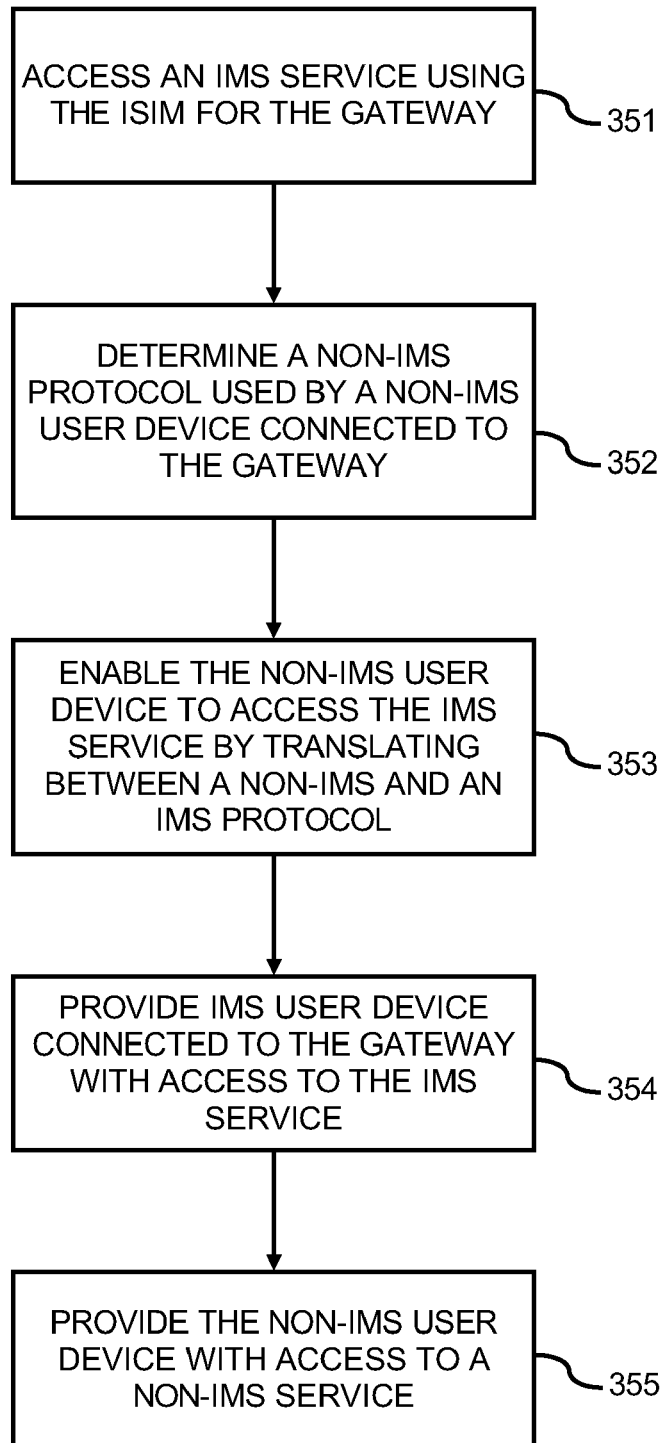 ACCESS AN IMS SERVICE USING
THE ISIM FOR THE GATEWAY
351
DETERMINE A NON-IMS
PROTOCOL USED BY A NON-IMS
USER DEVICE CONNECTED TO
THE GATEWAY
352
ENABLE THE NON-IMS USER
DEVICE TO ACCESS THE IMS
SERVICE BY TRANSLATING
BETWEEN A NON-IMS AND AN
IMS PROTOCOL
353
PROVIDE IMS USER DEVICE
CONNECTED TO THE GATEWAY
WITH ACCESS TO THE IMS
SERVICE
354
PROVIDE THE NON-IMS USER
DEVICE WITH ACCESS TO A
NON-IMS SERVICE
355